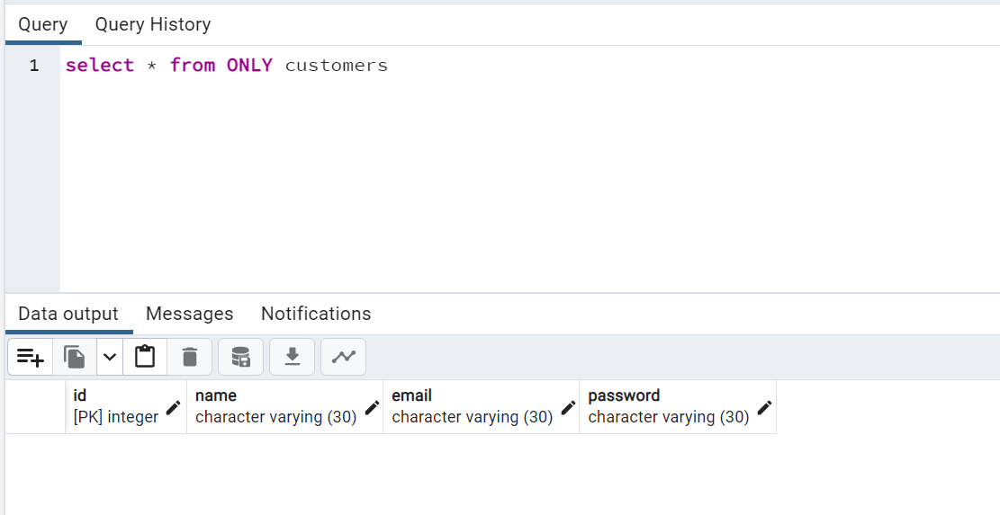 Query Query History
1 select * from ONLY customers
Data output Messages Notifications
id name email password
[PK] integer character varying (30) character varying (30) character varying (30)